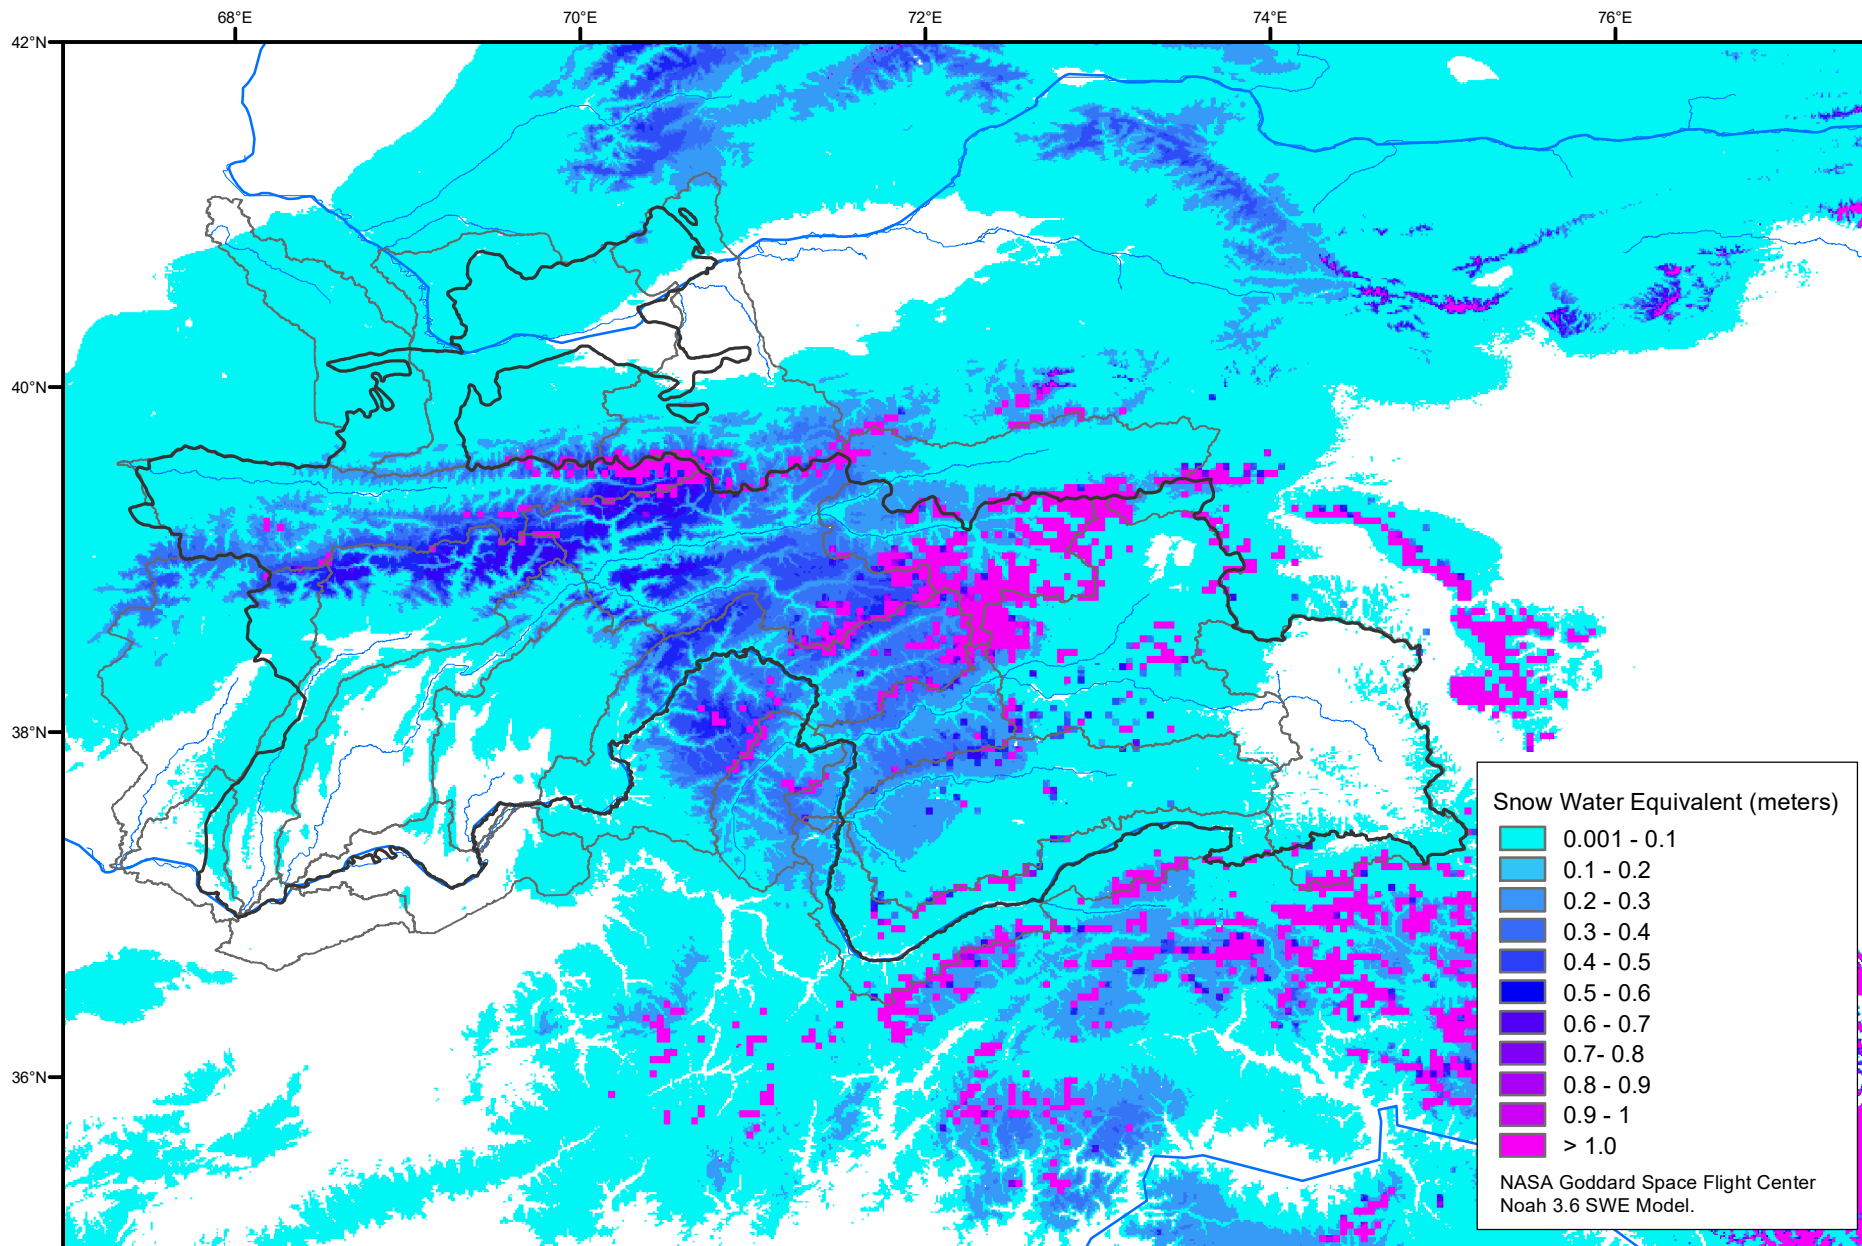 68°E 70°E 72°E 74°E 76°E
42°N
40°N
38°N
36°N
Snow Water Equivalent (meters)
0.001 - 0.1
0.1 - 0.2
0.2 - 0.3
0.3 - 0.4
0.4 - 0.5
0.5 - 0.6
0.6 - 0.7
0.7- 0.8
0.8 - 0.9
0.9 - 1
> 1.0
NASA Goddard Space Flight Center
Noah 3.6 SWE Model.